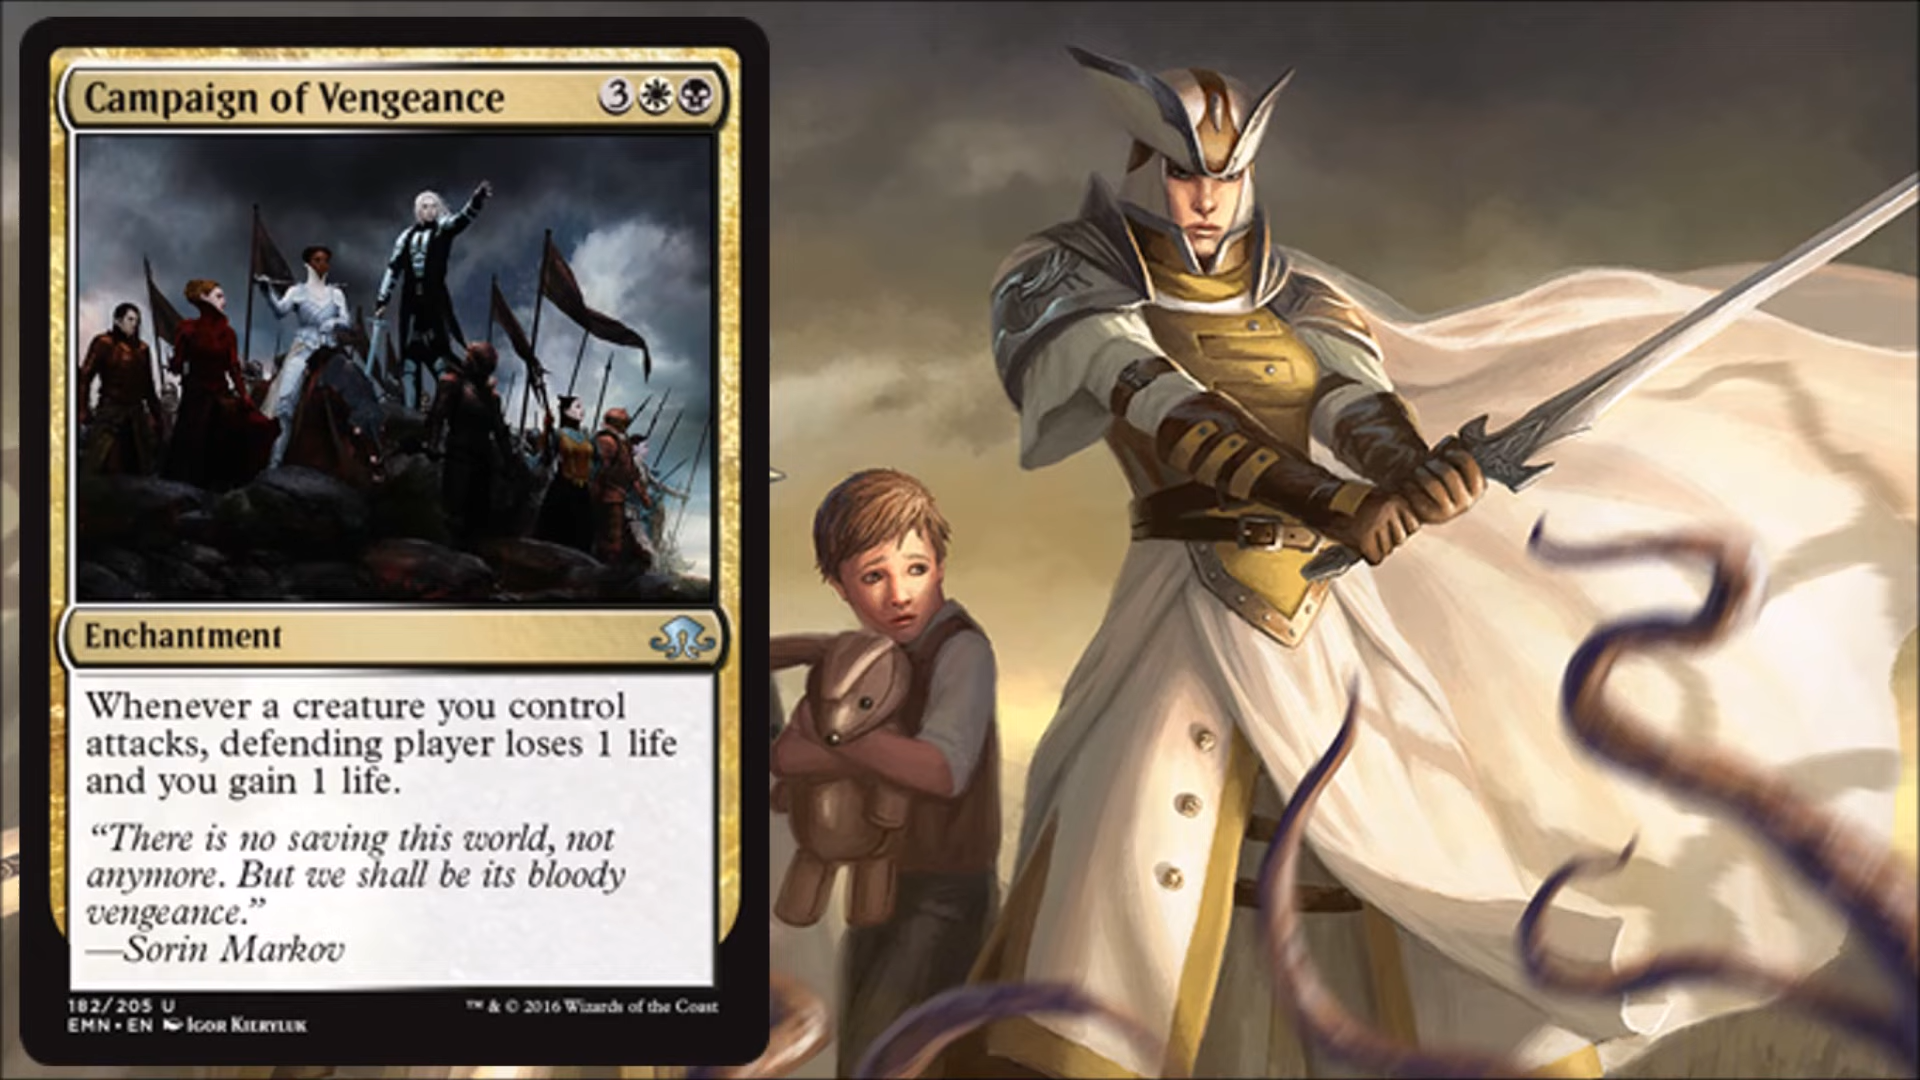 Campaign of Vengeance 3
Enchantment
Whenever a creature you control
attacks, defending player loses 1 life
and you gain 1 life.
“There is no saving this world, not
anymore. But we shall be its bloody
vengeance.”
—Sorin Markov
182/205 U
™ & © 2016 Wizards of the Coast
EMN • EN Igor Kieryluk